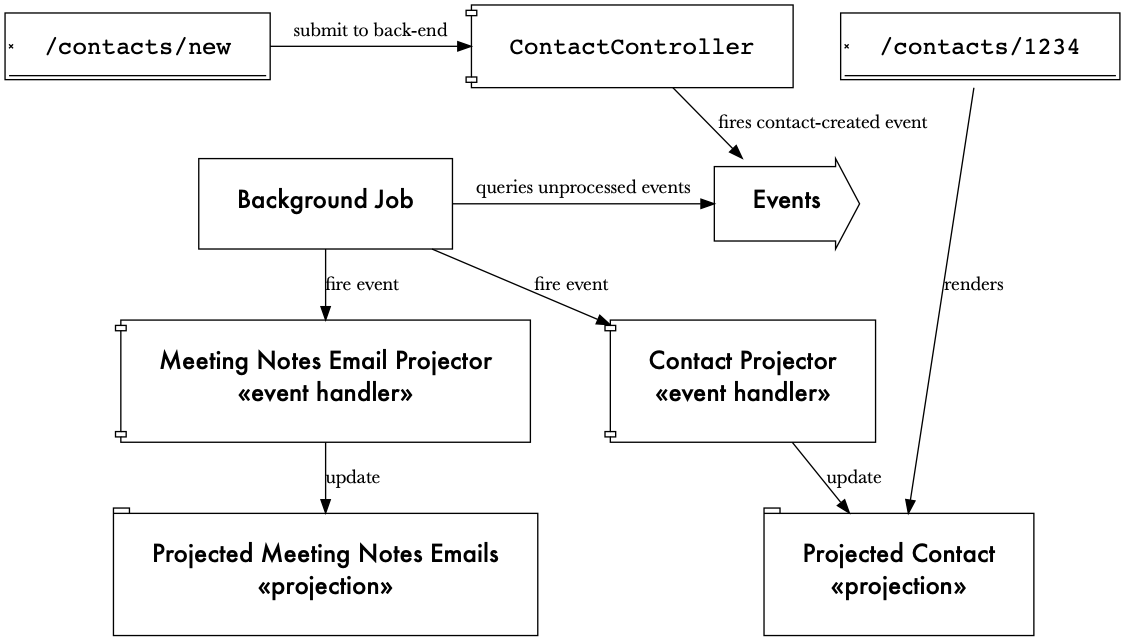 /contacts/new
submit to back-end
ContactController
/contacts/1234
fires contact-created event
Background Job
queries unprocessed events
Events
fire event
fire event
renders
Meeting Notes Email Projector
«event handler»
Contact Projector
«event handler»
update
update
Projected Meeting Notes Emails
«projection»
Projected Contact
«projection»